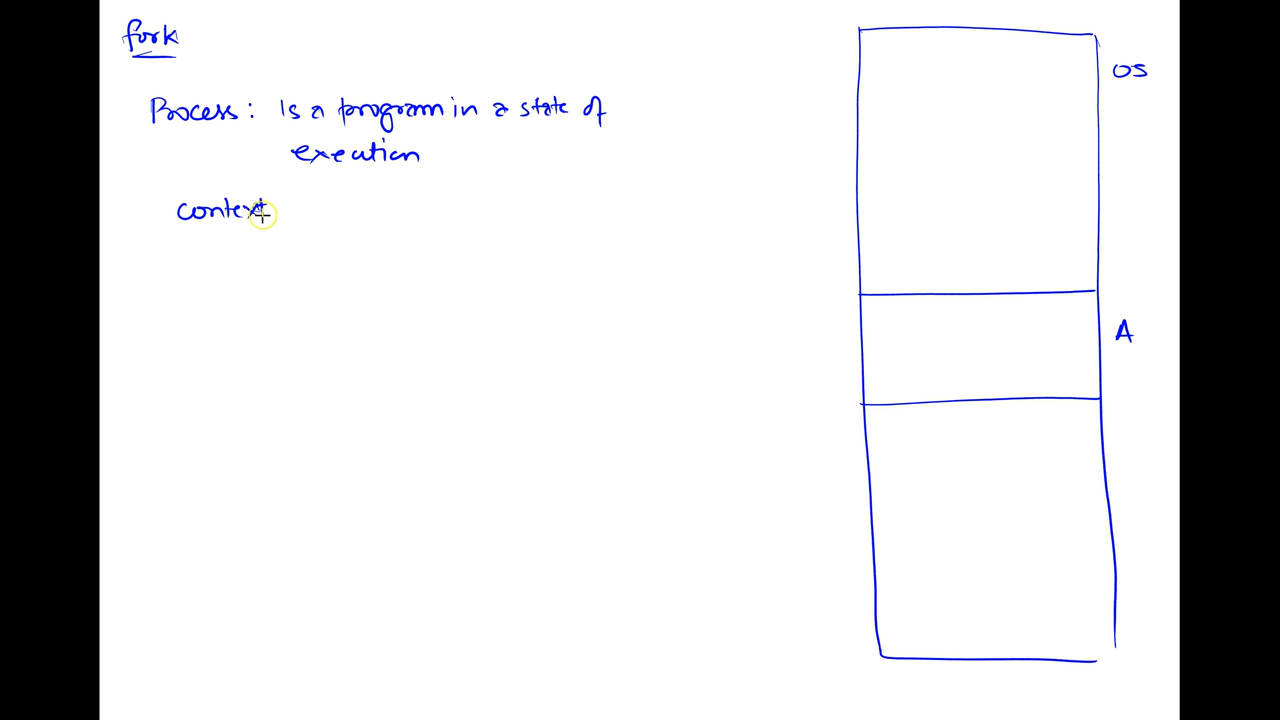 fork
Process: Is a program in a state of
execution
context
OS
A